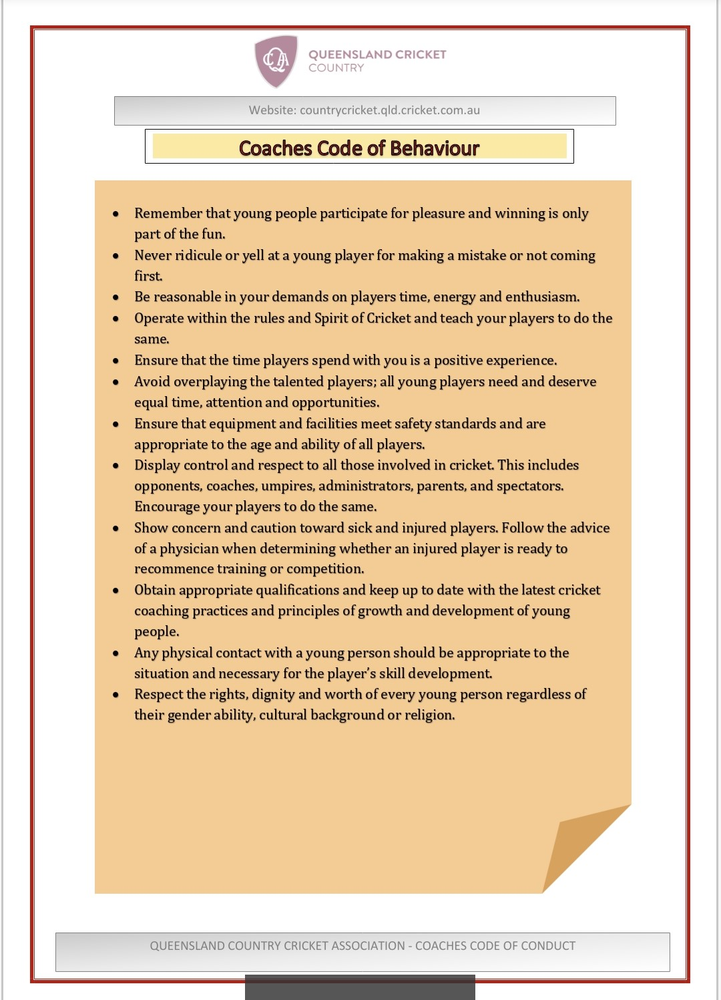 CQA
QUEENSLAND CRICKET
COUNTRY
Website: countrycricket.qld.cricket.com.au
Coaches Code of Behaviour
• Remember that young people participate for pleasure and winning is only
part of the fun.
• Never ridicule or yell at a young player for making a mistake or not coming
first.
• Be reasonable in your demands on players time, energy and enthusiasm.
• Operate within the rules and Spirit of Cricket and teach your players to do the
same.
• Ensure that the time players spend with you is a positive experience.
• Avoid overplaying the talented players; all young players need and deserve
equal time, attention and opportunities.
• Ensure that equipment and facilities meet safety standards and are
appropriate to the age and ability of all players.
• Display control and respect to all those involved in cricket. This includes
opponents, coaches, umpires, administrators, parents, and spectators.
Encourage your players to do the same.
• Show concern and caution toward sick and injured players. Follow the advice
of a physician when determining whether an injured player is ready to
recommence training or competition.
• Obtain appropriate qualifications and keep up to date with the latest cricket
coaching practices and principles of growth and development of young
people.
• Any physical contact with a young person should be appropriate to the
situation and necessary for the player’s skill development.
• Respect the rights, dignity and worth of every young person regardless of
their gender ability, cultural background or religion.
QUEENSLAND COUNTRY CRICKET ASSOCIATION - COACHES CODE OF CONDUCT